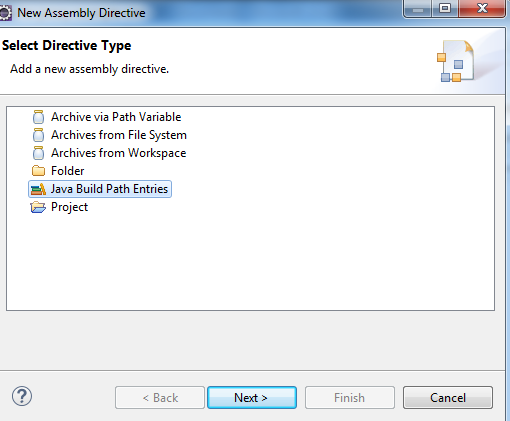 New Assembly Directive
Select Directive Type
Add a new assembly directive.
Archive via Path Variable
Archives from File System
Archives from Workspace
Folder
Java Build Path Entries
Project
? < Back Next > Finish Cancel